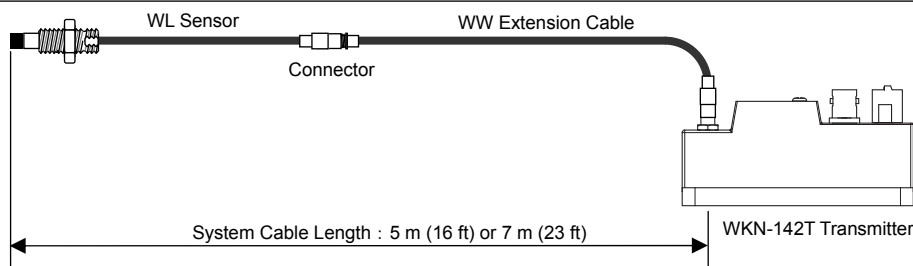 WL Sensor
WW Extension Cable
Connector
System Cable Length : 5 m (16 ft) or 7 m (23 ft)
WKN-142T Transmitter